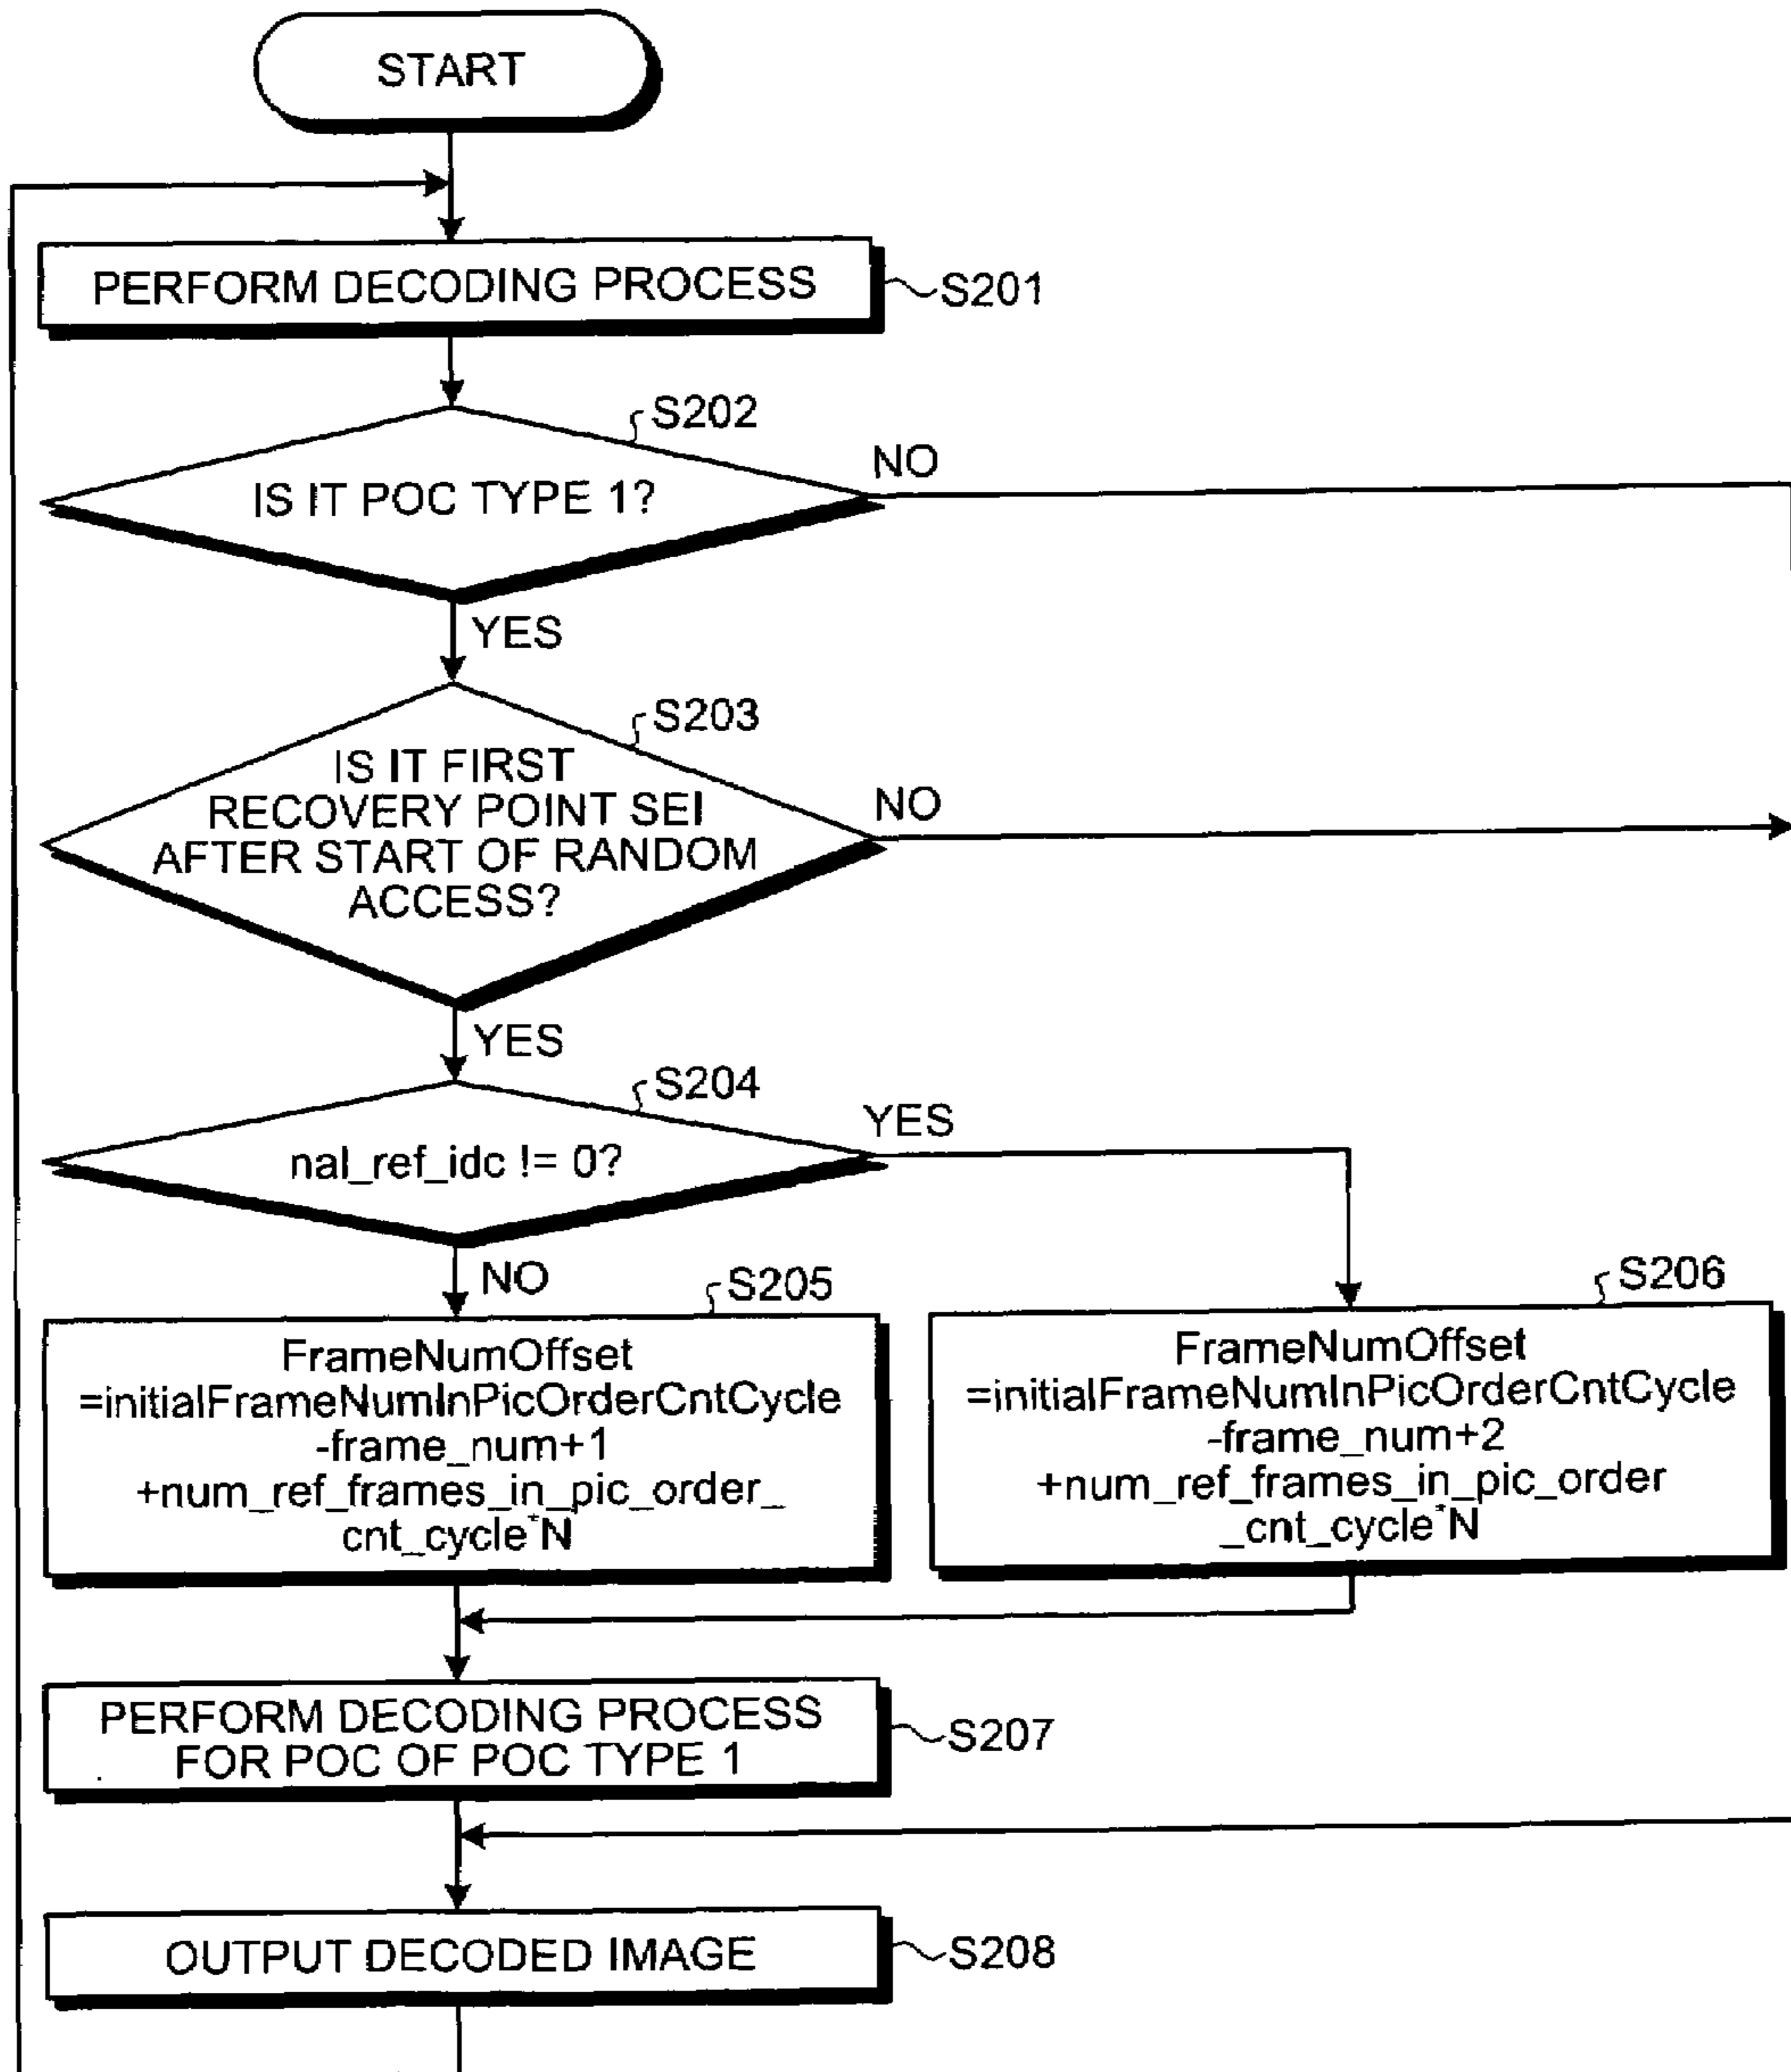 START
PERFORM DECODING PROCESS
S201
S202
IS IT POC TYPE 1?
NO
YES
S203
IS IT FIRST
RECOVERY POINT SEI
AFTER START OF RANDOM
ACCESS?
NO
YES
S204
nal_ref_idc != 0?
YES
NO
S205
FrameNumOffset
=initialFrameNumInPicOrderCntCycle
-frame_num+1
+num_ref_frames_in_pic_order_
cnt_cycle*N
S206
FrameNumOffset
=initialFrameNumInPicOrderCntCycle
-frame_num+2
+num_ref_frames_in_pic_order
_cnt_cycle*N
PERFORM DECODING PROCESS
FOR POC OF POC TYPE 1
S207
OUTPUT DECODED IMAGE
S208